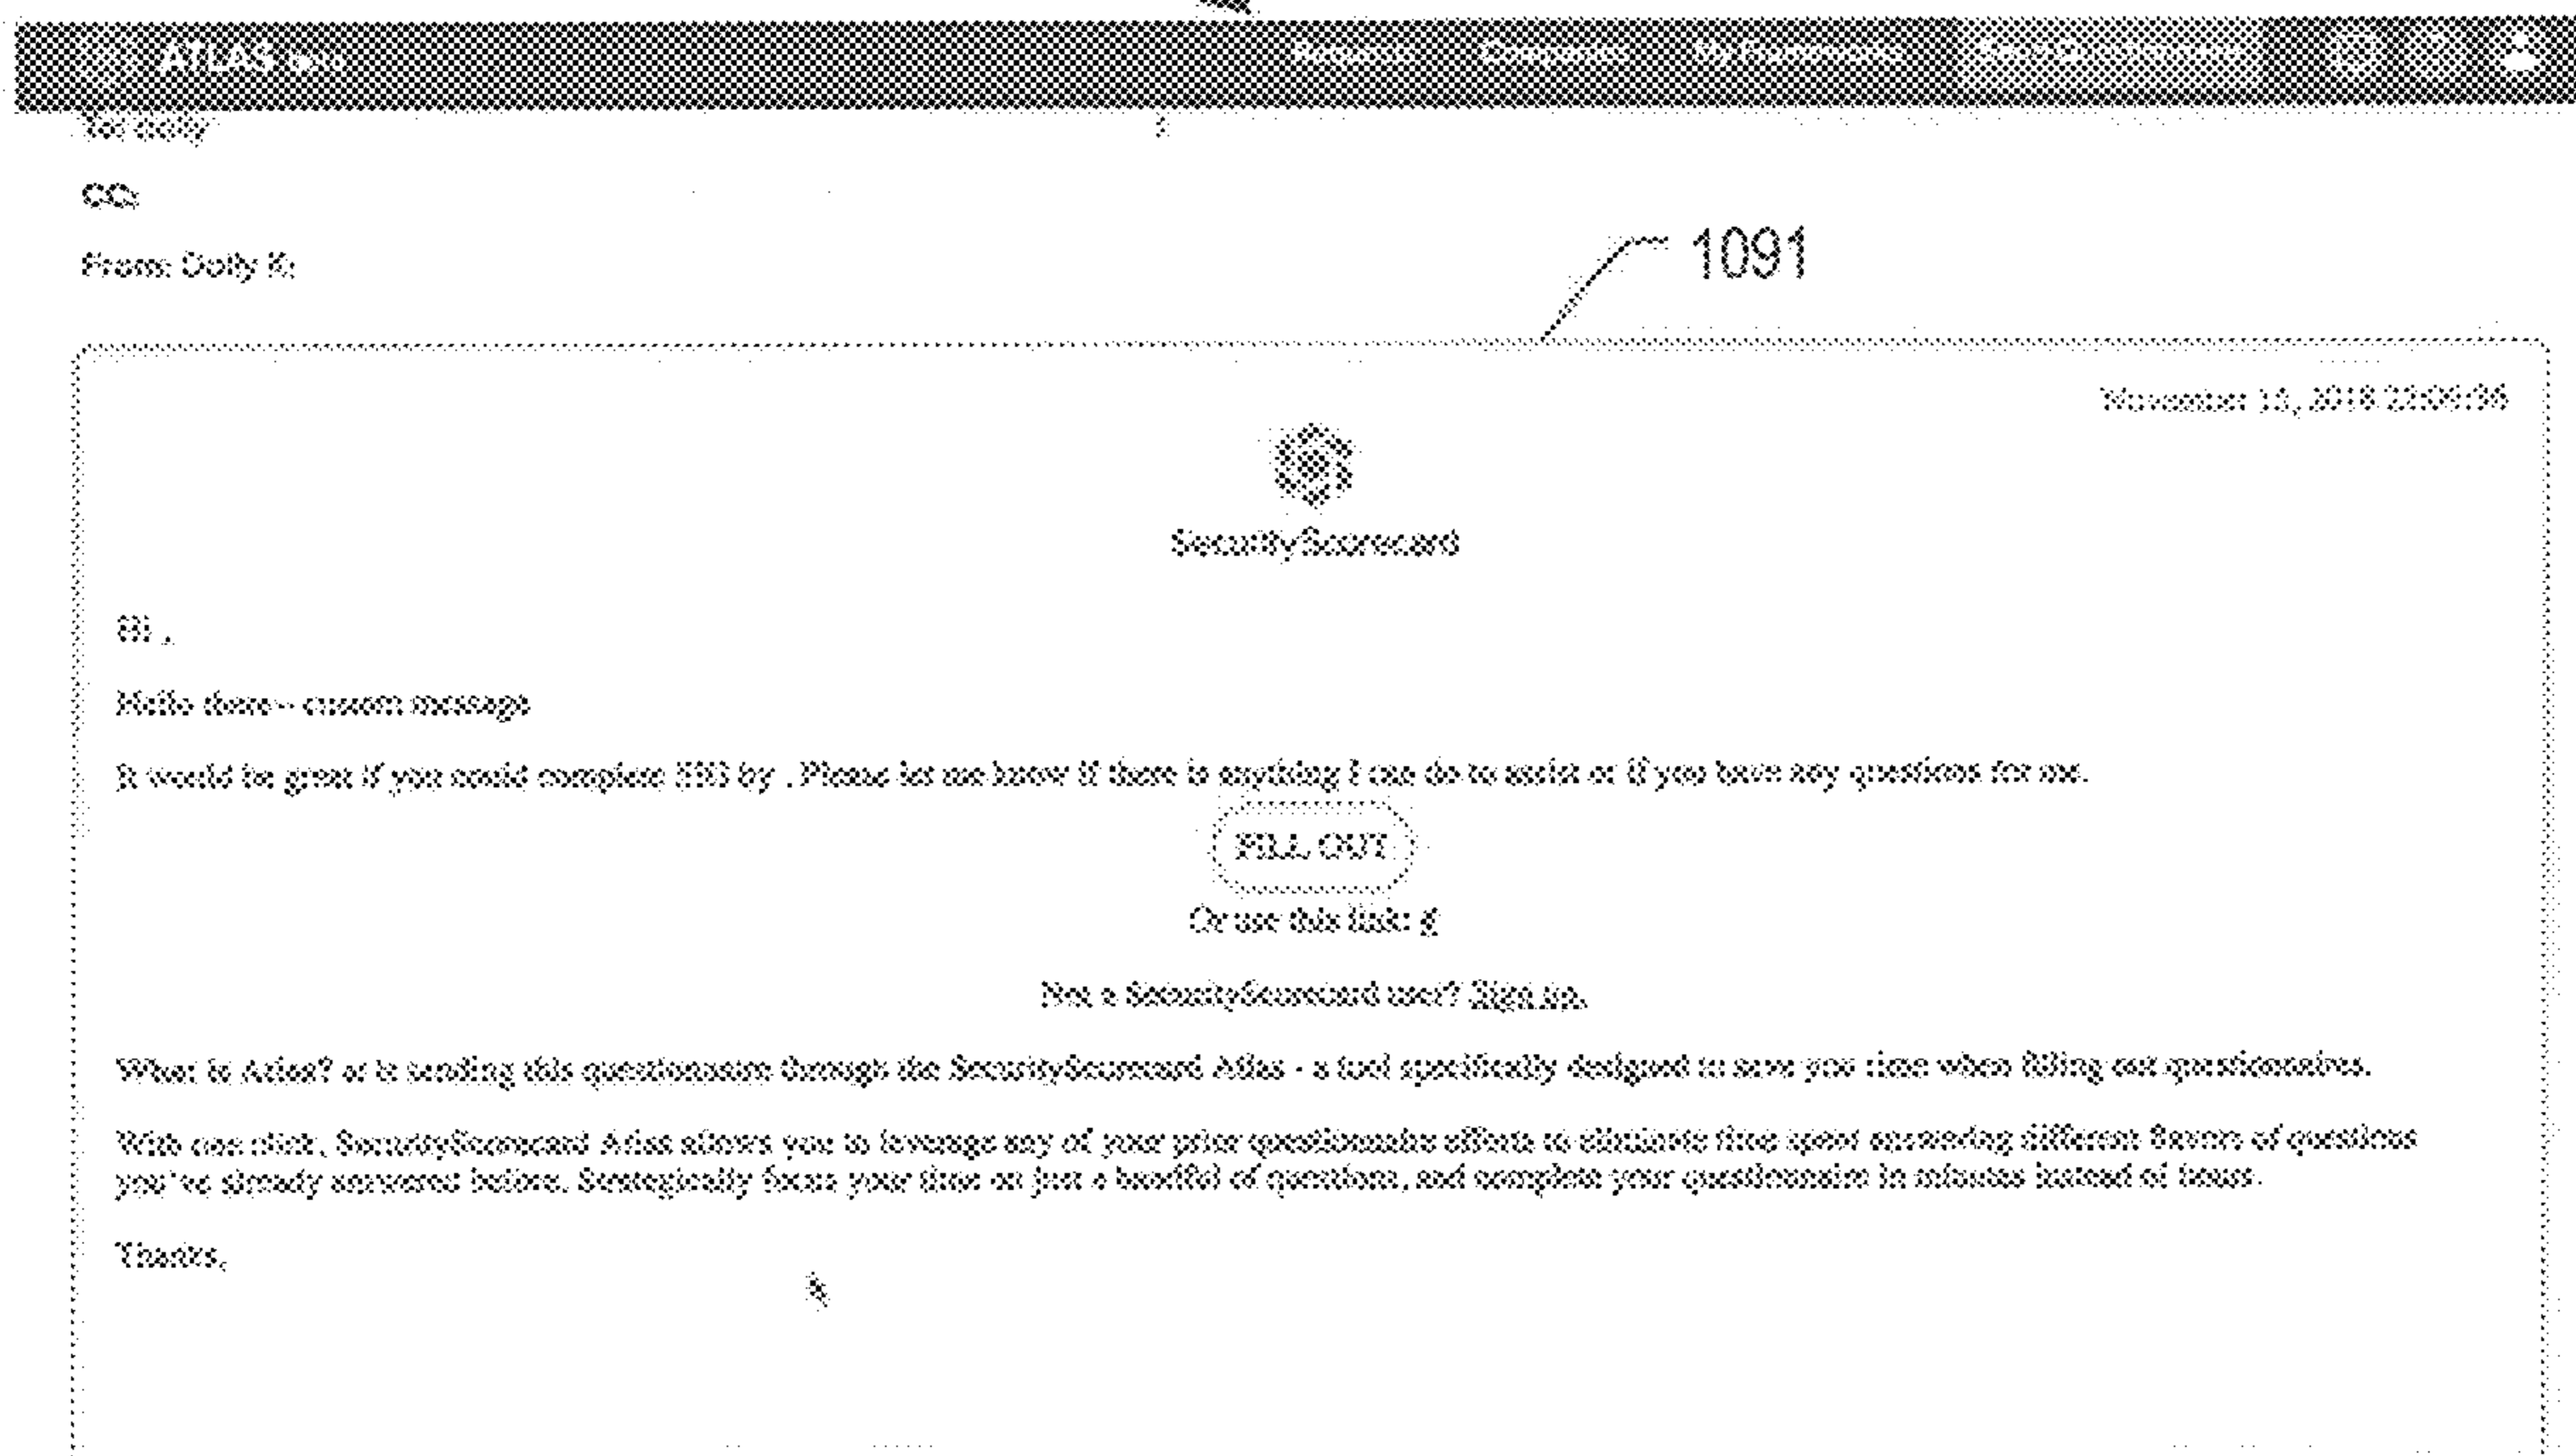 ATLAS
Requests Companies My Frameworks
To: dolly
CC:
From: Dolly K:
1091
November 15, 2018
SecurityScorecard
Hi ,
Hello there - custom message
It would be great if you could complete by . Please let me know if there is anything I can do to assist or if you have any questions for me.
FILL OUT
Or use this link: #
Not a SecurityScorecard user? Sign up.
What is Atlas? is sending this questionnaire through the SecurityScorecard Atlas - a tool specifically designed to save you time when filling out questionnaires.
With one click, SecurityScorecard Atlas allows you to leverage any of your prior questionnaire efforts to eliminate time spent answering different flavors of questions
you've already answered before. Strategically focus your time on just a handful of questions, and complete your questionnaire in minutes instead of hours.
Thanks,